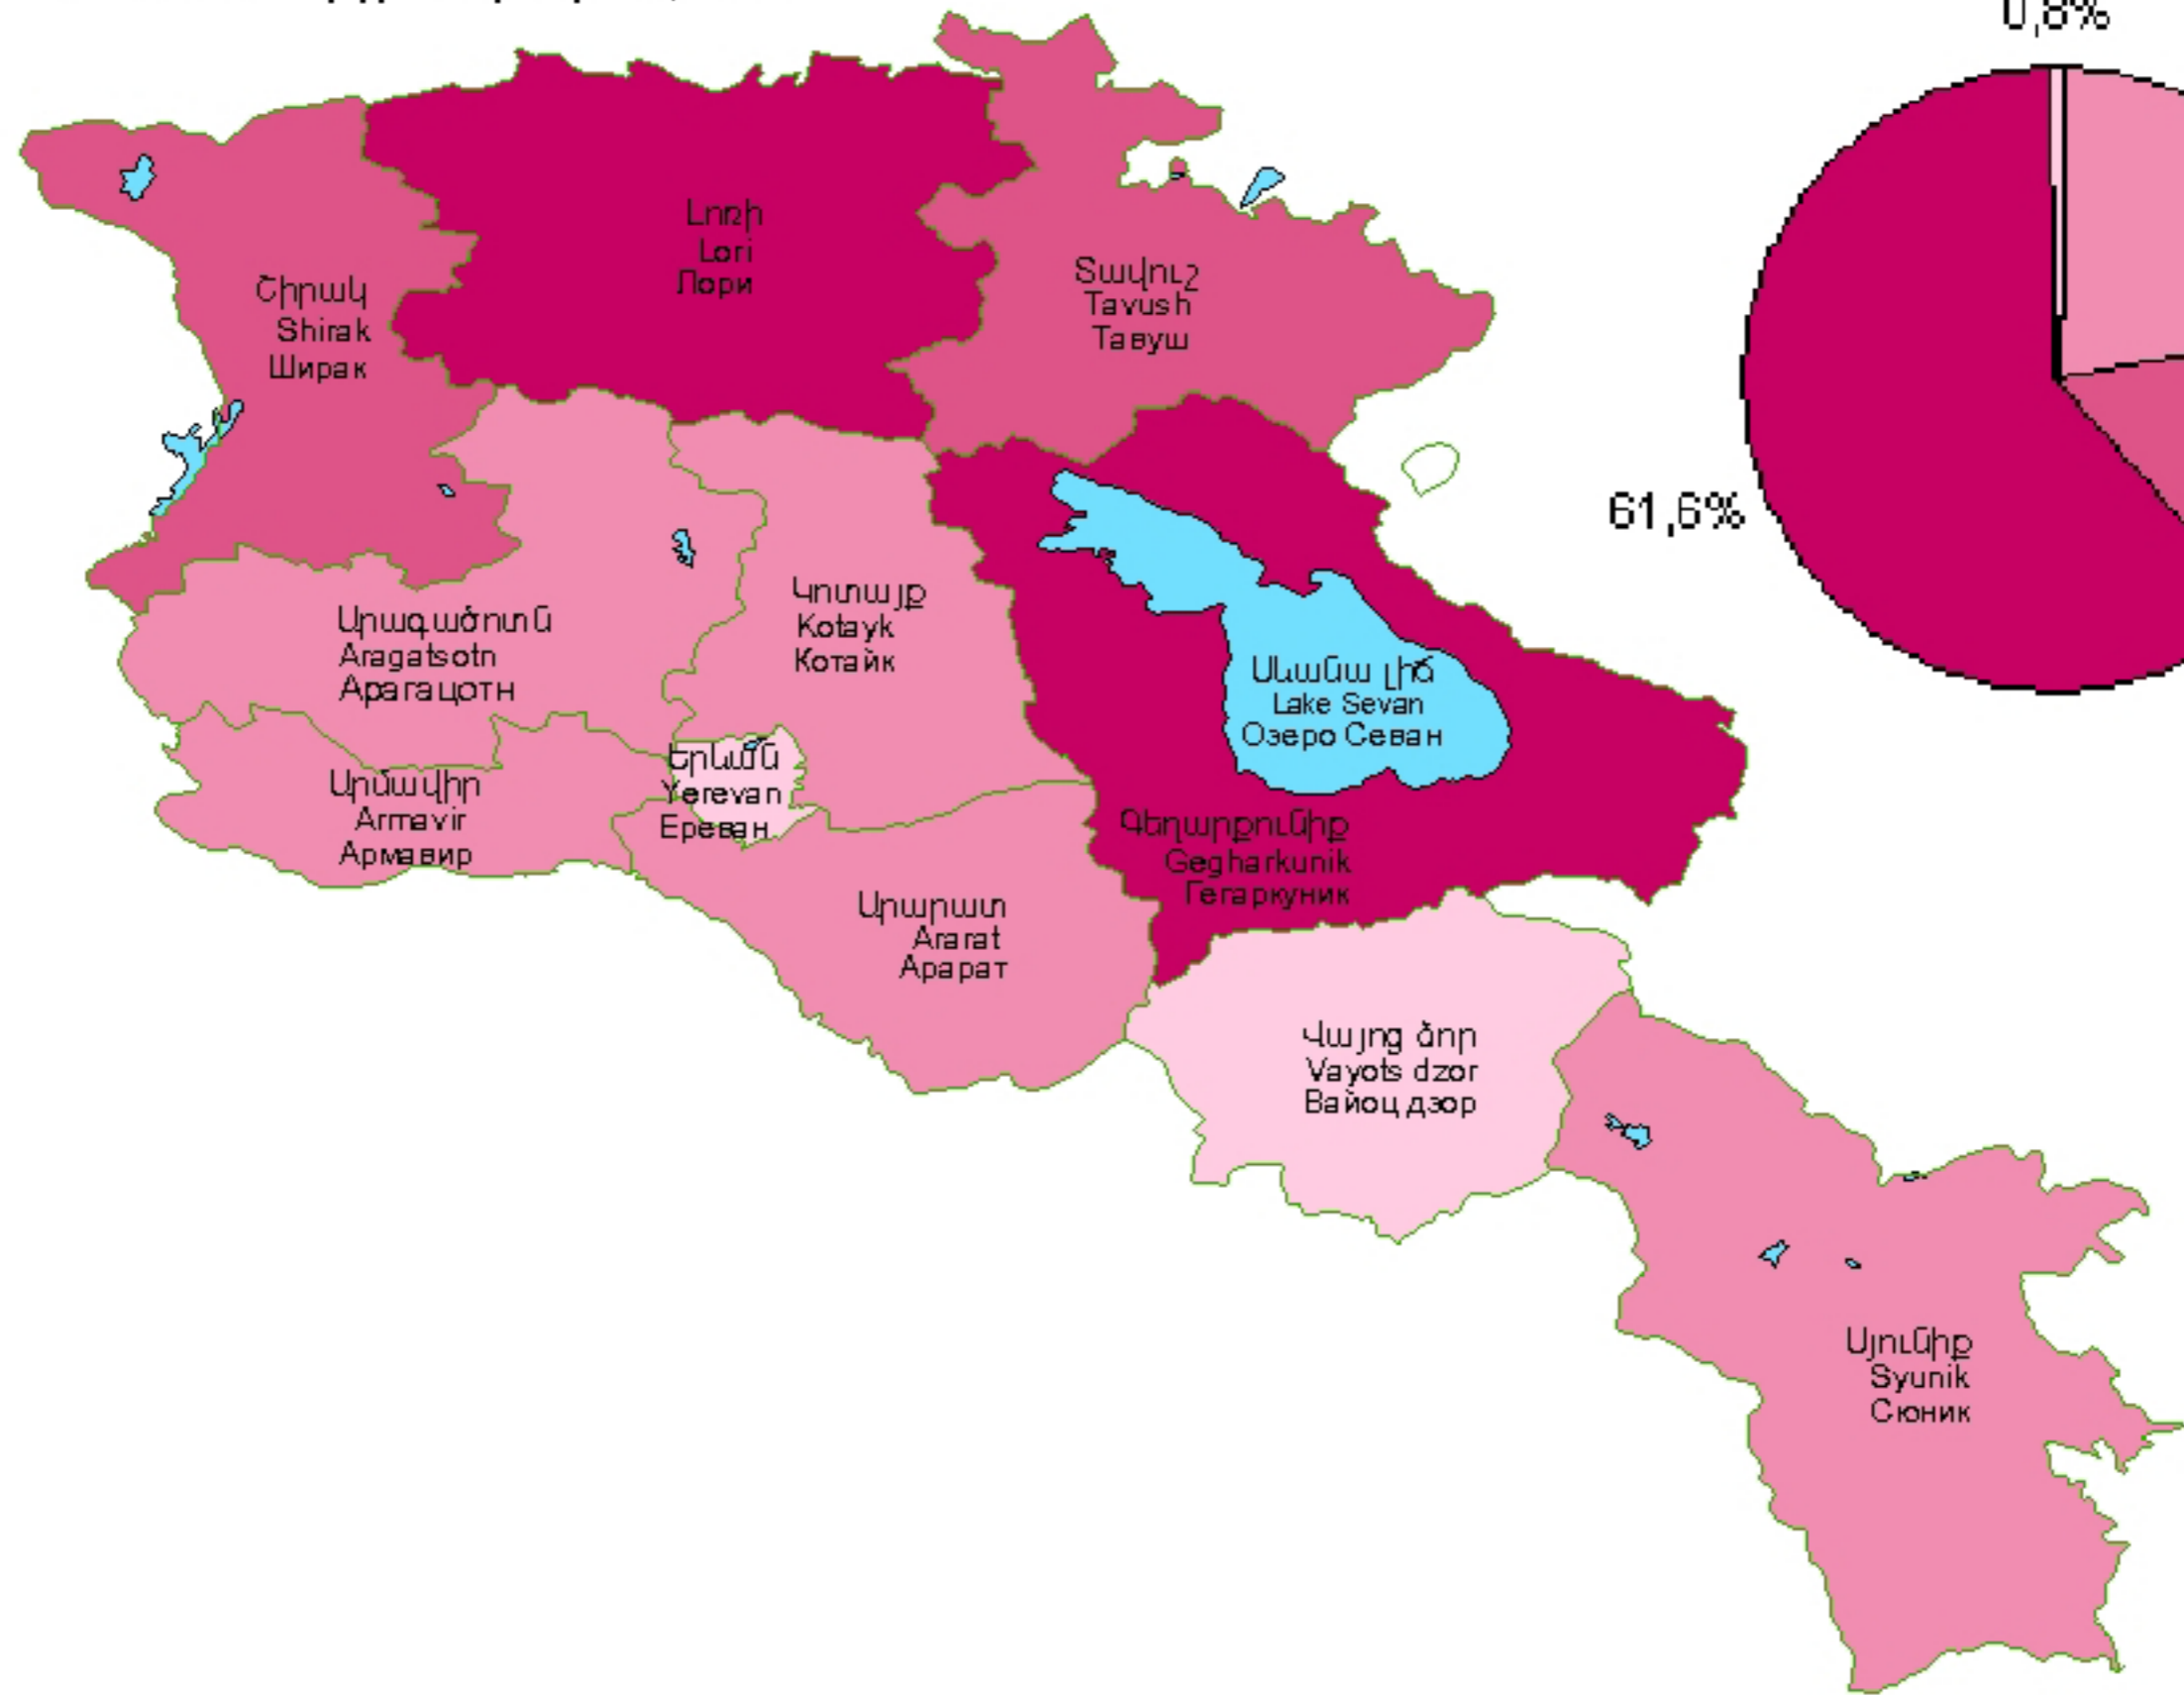 0,8%
Լոռի
Lori
Лори
Շիրակ
Shirak
Ширак
Տավուշ
Tavush
Тавуш
61,6%
Արագածոտն
Aragatsotn
Арагацотн
Կոտայք
Kotayk
Котайк
Սևանա լիճ
Lake Sevan
Озеро Севан
Երևան
Yerevan
Ереван
Արմավիր
Armavir
Армавир
Գեղարքունիք
Gegharkunik
Гегаркуник
Արարատ
Ararat
Арарат
Վայոց ձոր
Vayots dzor
Вайоц дзор
Սյունիք
Syunik
Сюник